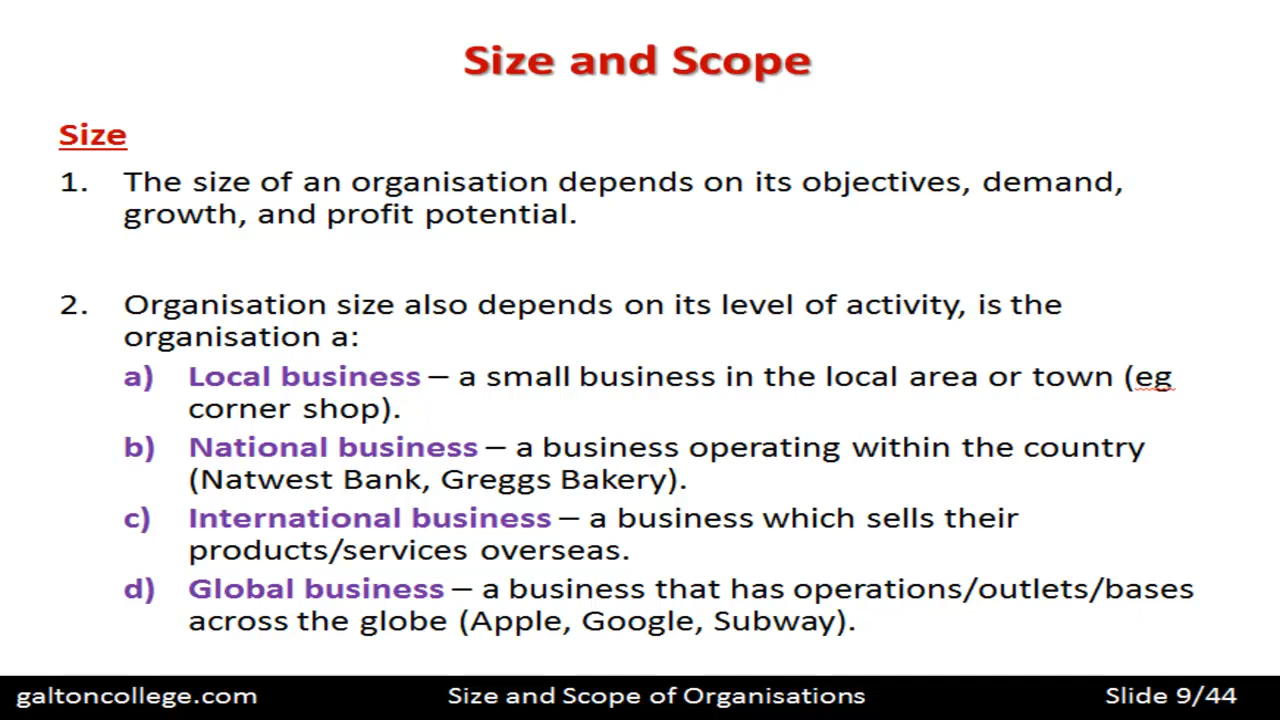 Size and Scope
Size
1. The size of an organisation depends on its objectives, demand,
growth, and profit potential.
2. Organisation size also depends on its level of activity, is the
organisation a:
a) Local business – a small business in the local area or town (eg
corner shop).
b) National business – a business operating within the country
(Natwest Bank, Greggs Bakery).
c) International business – a business which sells their
products/services overseas.
d) Global business – a business that has operations/outlets/bases
across the globe (Apple, Google, Subway).
galtoncollege.com Size and Scope of Organisations Slide 9/44